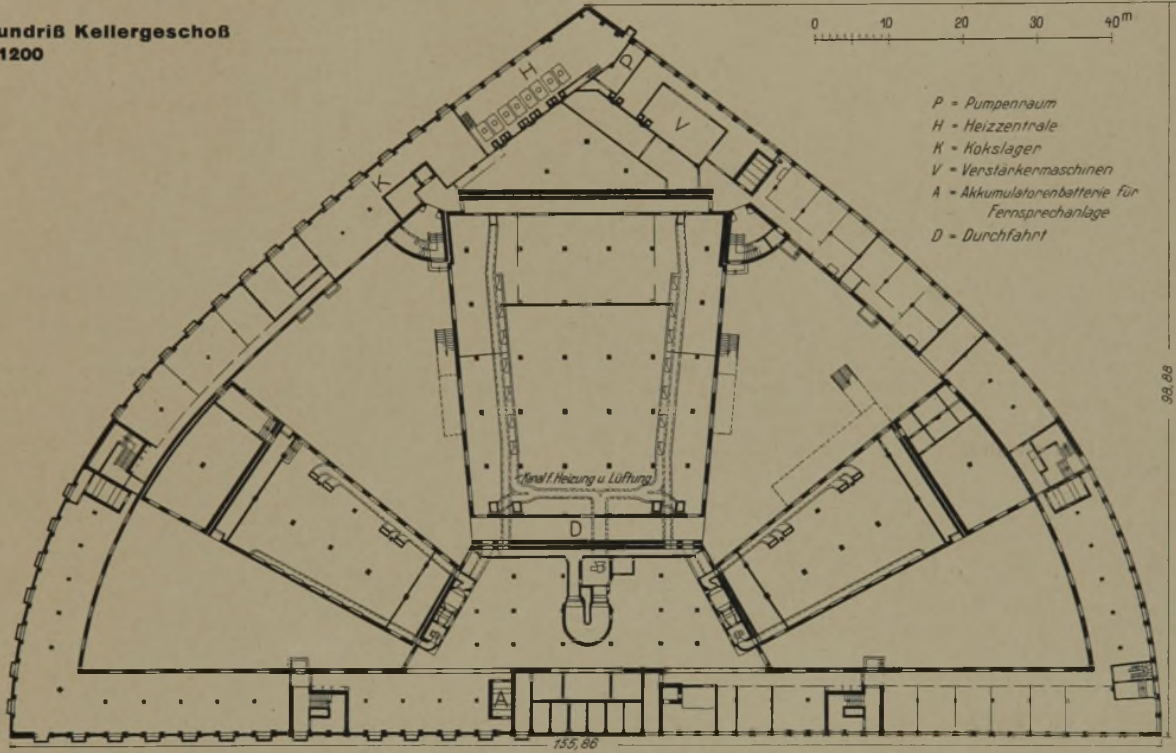 undriß Kellergeschoß
1200
0 10 20 30 40 m
P = Pumpenraum
H = Heizzentrale
K = Kokslager
V = Verstärkermaschinen
A = Akkumulatorenbatterie für
Fernsprechanlage
D = Durchfahrt
H
P
V
K
98,88
Kanal f. Heizung u. Lüftung
D
A
155,86